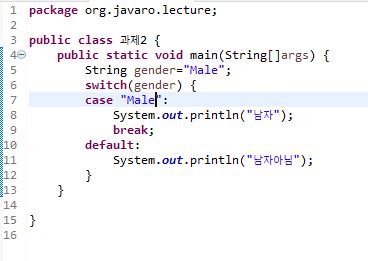 1 package org.javaro.lecture;
2
3 public class 과제2 {
4 public static void main(String[]args) {
5 String gender="Male";
6 switch(gender) {
7 case "Male":
8 System.out.println("남자");
9 break;
10 default:
11 System.out.println("남자아님");
12 }
13 }
14
15 }
16